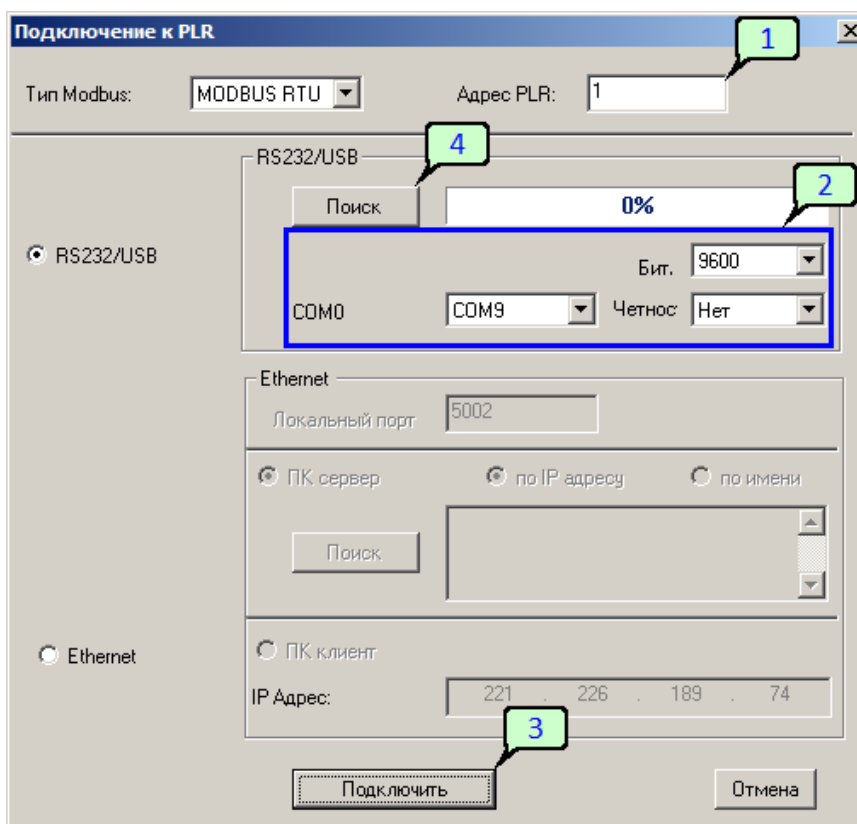 Подключение к PLR
1
Тип Modbus: MODBUS RTU Адрес PLR: 1
4
RS232/USB
2
Поиск 0%
RS232/USB
Бит. 9600
COM0 COM9 Четнос Нет
Ethernet
Локальный порт 5002
ПК сервер по IP адресу по имени
Поиск
Ethernet
ПК клиент
IP Адрес: 221 . 226 . 189 . 74
3
Подключить Отмена